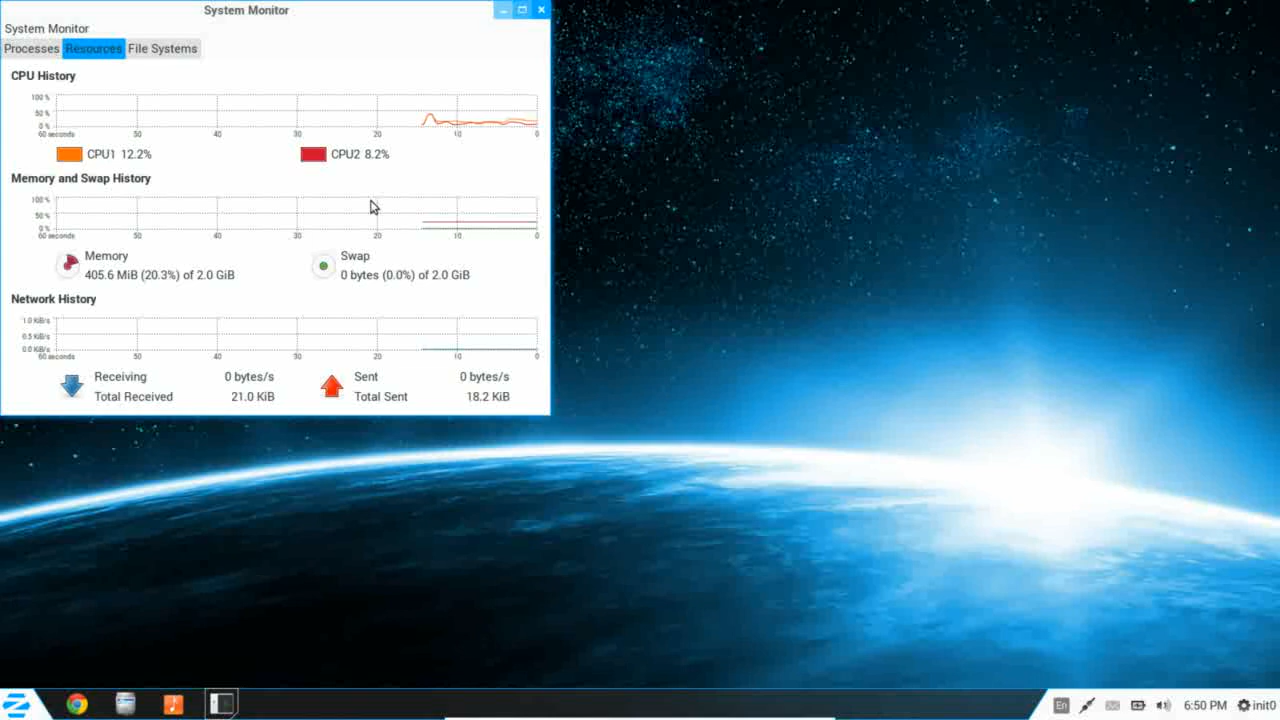 System Monitor
System Monitor
Processes Resources File Systems
CPU History
100 %
50 %
0 %
60 seconds 50 40 30 20 10 0
CPU1 12.2% CPU2 8.2%
Memory and Swap History
100 %
50 %
0 %
60 seconds 50 40 30 20 10 0
Memory Swap
405.6 MiB (20.3%) of 2.0 GiB 0 bytes (0.0%) of 2.0 GiB
Network History
1.0 KiB/s
0.5 KiB/s
0.0 KiB/s
60 seconds 50 40 30 20 10 0
Receiving 0 bytes/s Sent 0 bytes/s
Total Received 21.0 KiB Total Sent 18.2 KiB
En 6:50 PM init0